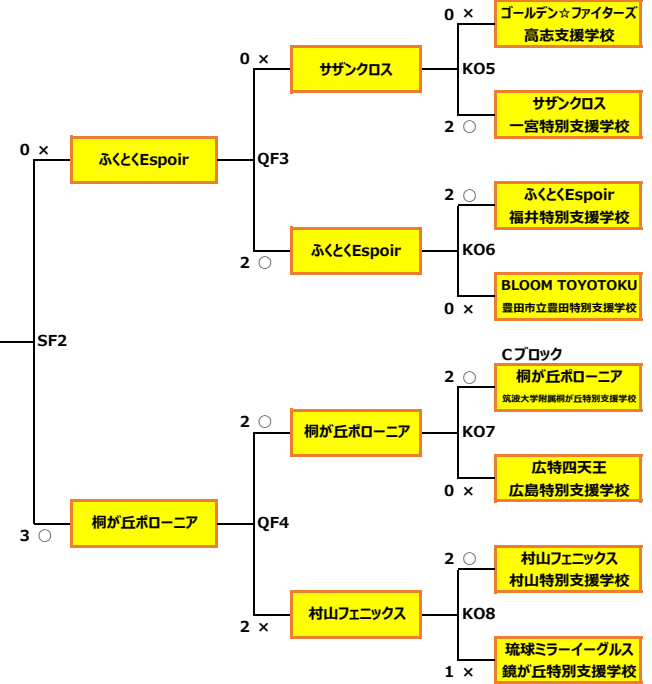 0 ×
ゴールデン☆ファイターズ
高志支援学校
KO5
サザンクロス
一宮特別支援学校
2 ○
0 ×
サザンクロス
QF3
ふくとくEspoir
2 ○
2 ○
ふくとくEspoir
福井特別支援学校
KO6
BLOOM TOYOTOKU
豊田市立豊田特別支援学校
0 ×
0 ×
ふくとくEspoir
SF2
桐が丘ポローニア
3 ○
Cブロック
2 ○
桐が丘ポローニア
筑波大学附属桐が丘特別支援学校
KO7
広特四天王
広島特別支援学校
0 ×
2 ○
桐が丘ポローニア
QF4
村山フェニックス
2 ×
2 ○
村山フェニックス
村山特別支援学校
KO8
琉球ミラーイーグルス
鏡が丘特別支援学校
1 ×